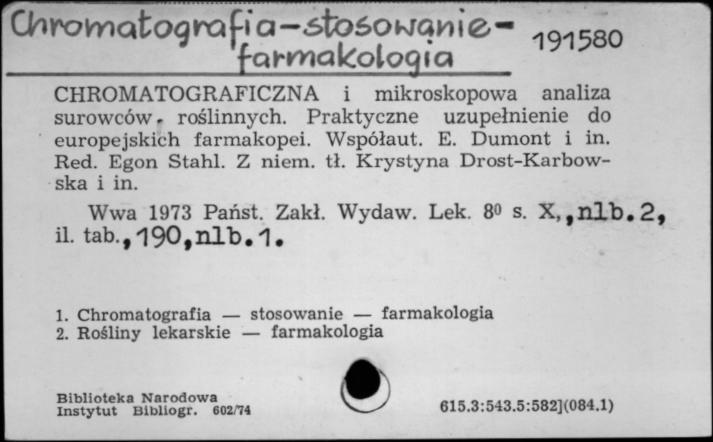 Chromatografia-stosowanie-
farmakologia
191580
CHROMATOGRAFICZNA i mikroskopowa analiza
surowców roślinnych. Praktyczne uzupełnienie do
europejskich farmakopei. Współaut. E. Dumont i in.
Red. Egon Stahl. Z niem. tł. Krystyna Drost-Karbow-
ska i in.
Wwa 1973 Państ. Zakł. Wydaw. Lek. 8⁰ s. X,,nlb.2,
il. tab.,190,nlb.1.
1. Chromatografia — stosowanie — farmakologia
2. Rośliny lekarskie — farmakologia
Biblioteka Narodowa
Instytut Bibliogr. 602/74
615.3:543.5:582](084.1)